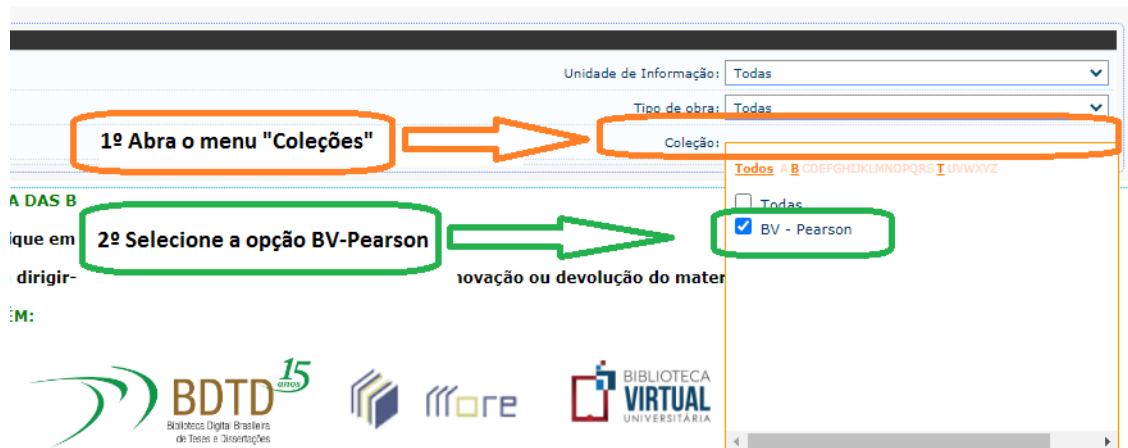 Unidade de Informação: Todas
Tipo de obra: Todas
1º Abra o menu "Coleções"
Coleção:
Todos A B CDEFGHIJKLMNOPQRS T UVWXYZ
A DAS B
Todas
ique em
2º Selecione a opção BV-Pearson
BV - Pearson
dirigir-
novação ou devolução do mater
ÉM:
BDTD 15 anos
Biblioteca Digital Brasileira
de Teses e Dissertações
more
BIBLIOTECA
VIRTUAL
UNIVERSITÁRIA